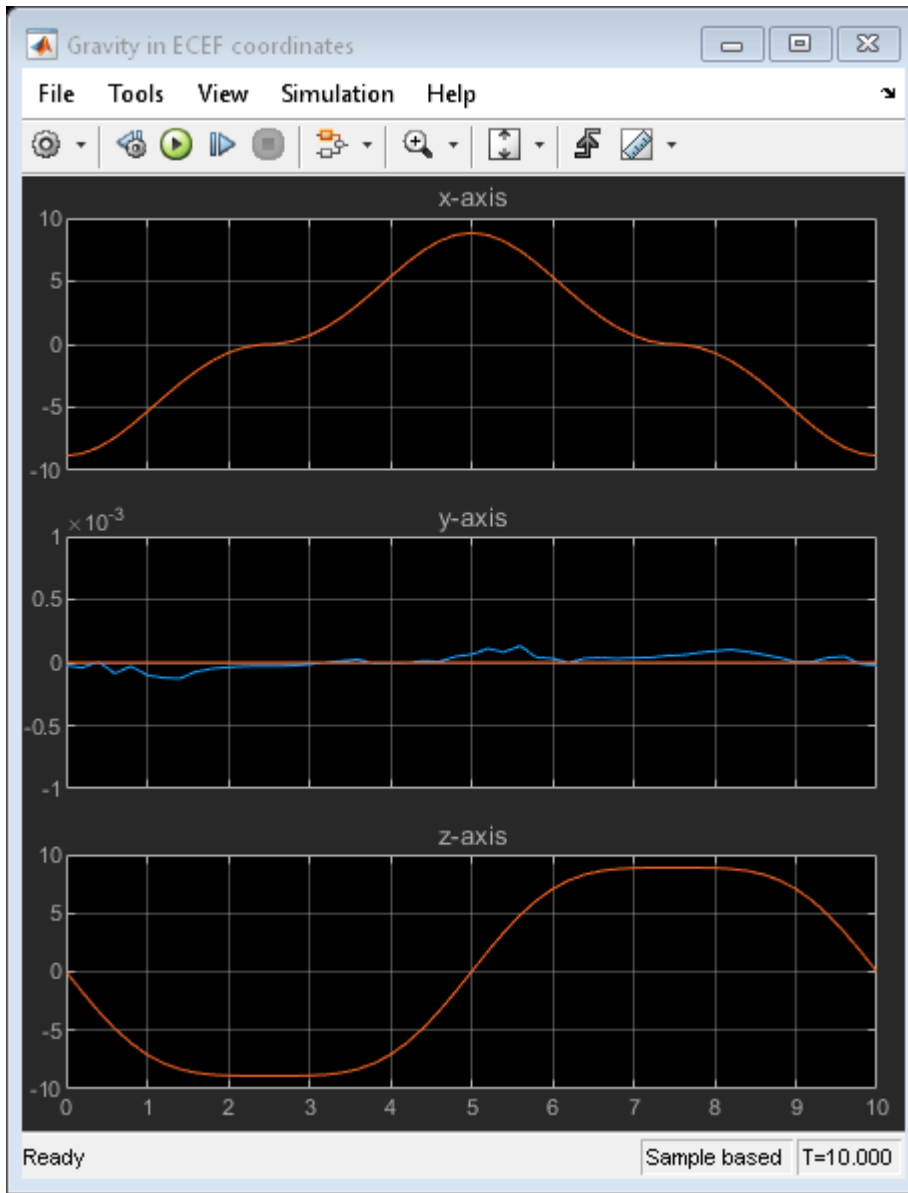 Gravity in ECEF coordinates
File Tools View Simulation Help
x-axis
10
5
0
-5
-10
×10-3
y-axis
1
0.5
0
-0.5
-1
z-axis
10
5
0
-5
-10
0 1 2 3 4 5 6 7 8 9 10
Ready Sample based T=10.000